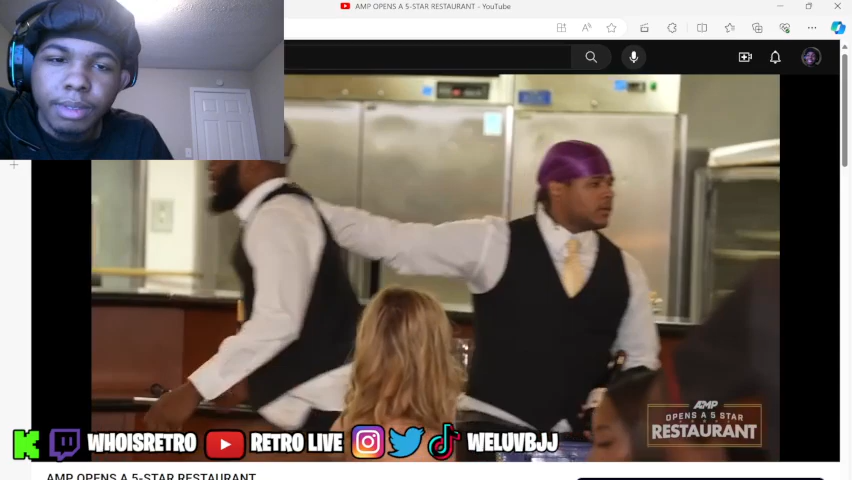 AMP OPENS A 5-STAR RESTAURANT - YouTube
AMP
OPENS A 5 STAR
RESTAURANT
WHOISRETRO RETRO LIVE WELUVBJJ
AMP OPENS A 5-STAR RESTAURANT